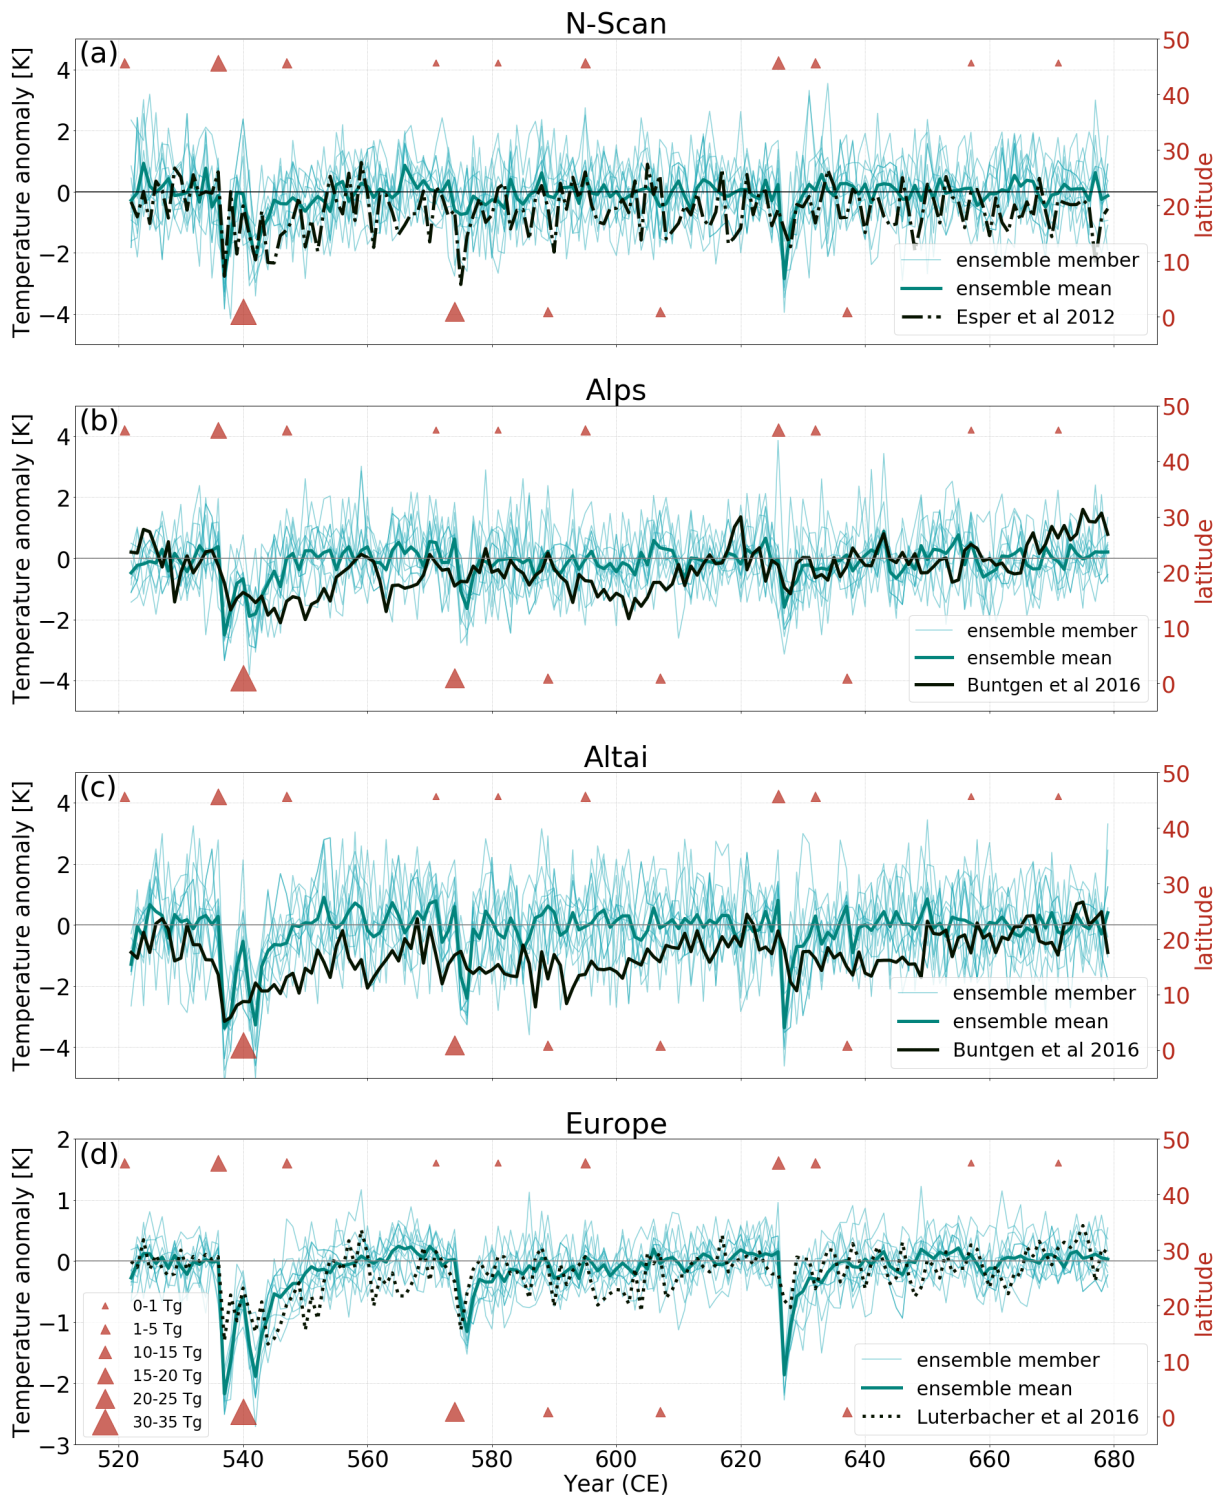 N-Scan
(a)
Temperature anomaly [K]
4
2
0
−2
−4
50
40
30
20
10
0
latitude
ensemble member
ensemble mean
Esper et al 2012
Alps
(b)
Temperature anomaly [K]
4
2
0
−2
−4
50
40
30
20
10
0
latitude
ensemble member
ensemble mean
Buntgen et al 2016
Altai
(c)
Temperature anomaly [K]
4
2
0
−2
−4
50
40
30
20
10
0
latitude
ensemble member
ensemble mean
Buntgen et al 2016
Europe
(d)
Temperature anomaly [K]
2
1
0
−1
−2
−3
50
40
30
20
10
0
latitude
0-1 Tg
1-5 Tg
10-15 Tg
15-20 Tg
20-25 Tg
30-35 Tg
ensemble member
ensemble mean
Luterbacher et al 2016
520 540 560 580 600 620 640 660 680
Year (CE)